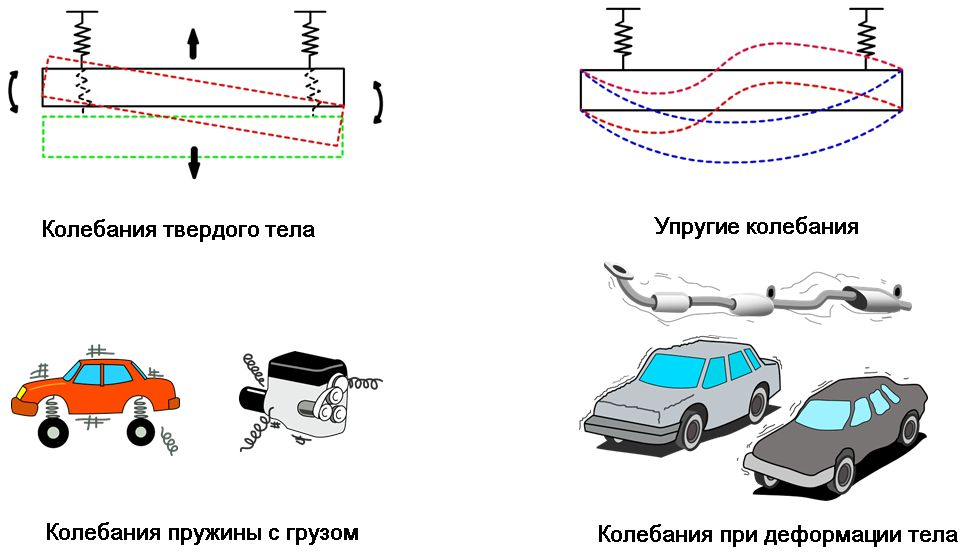 Колебания твердого тела
Упругие колебания
Колебания пружины с грузом
Колебания при деформации тела